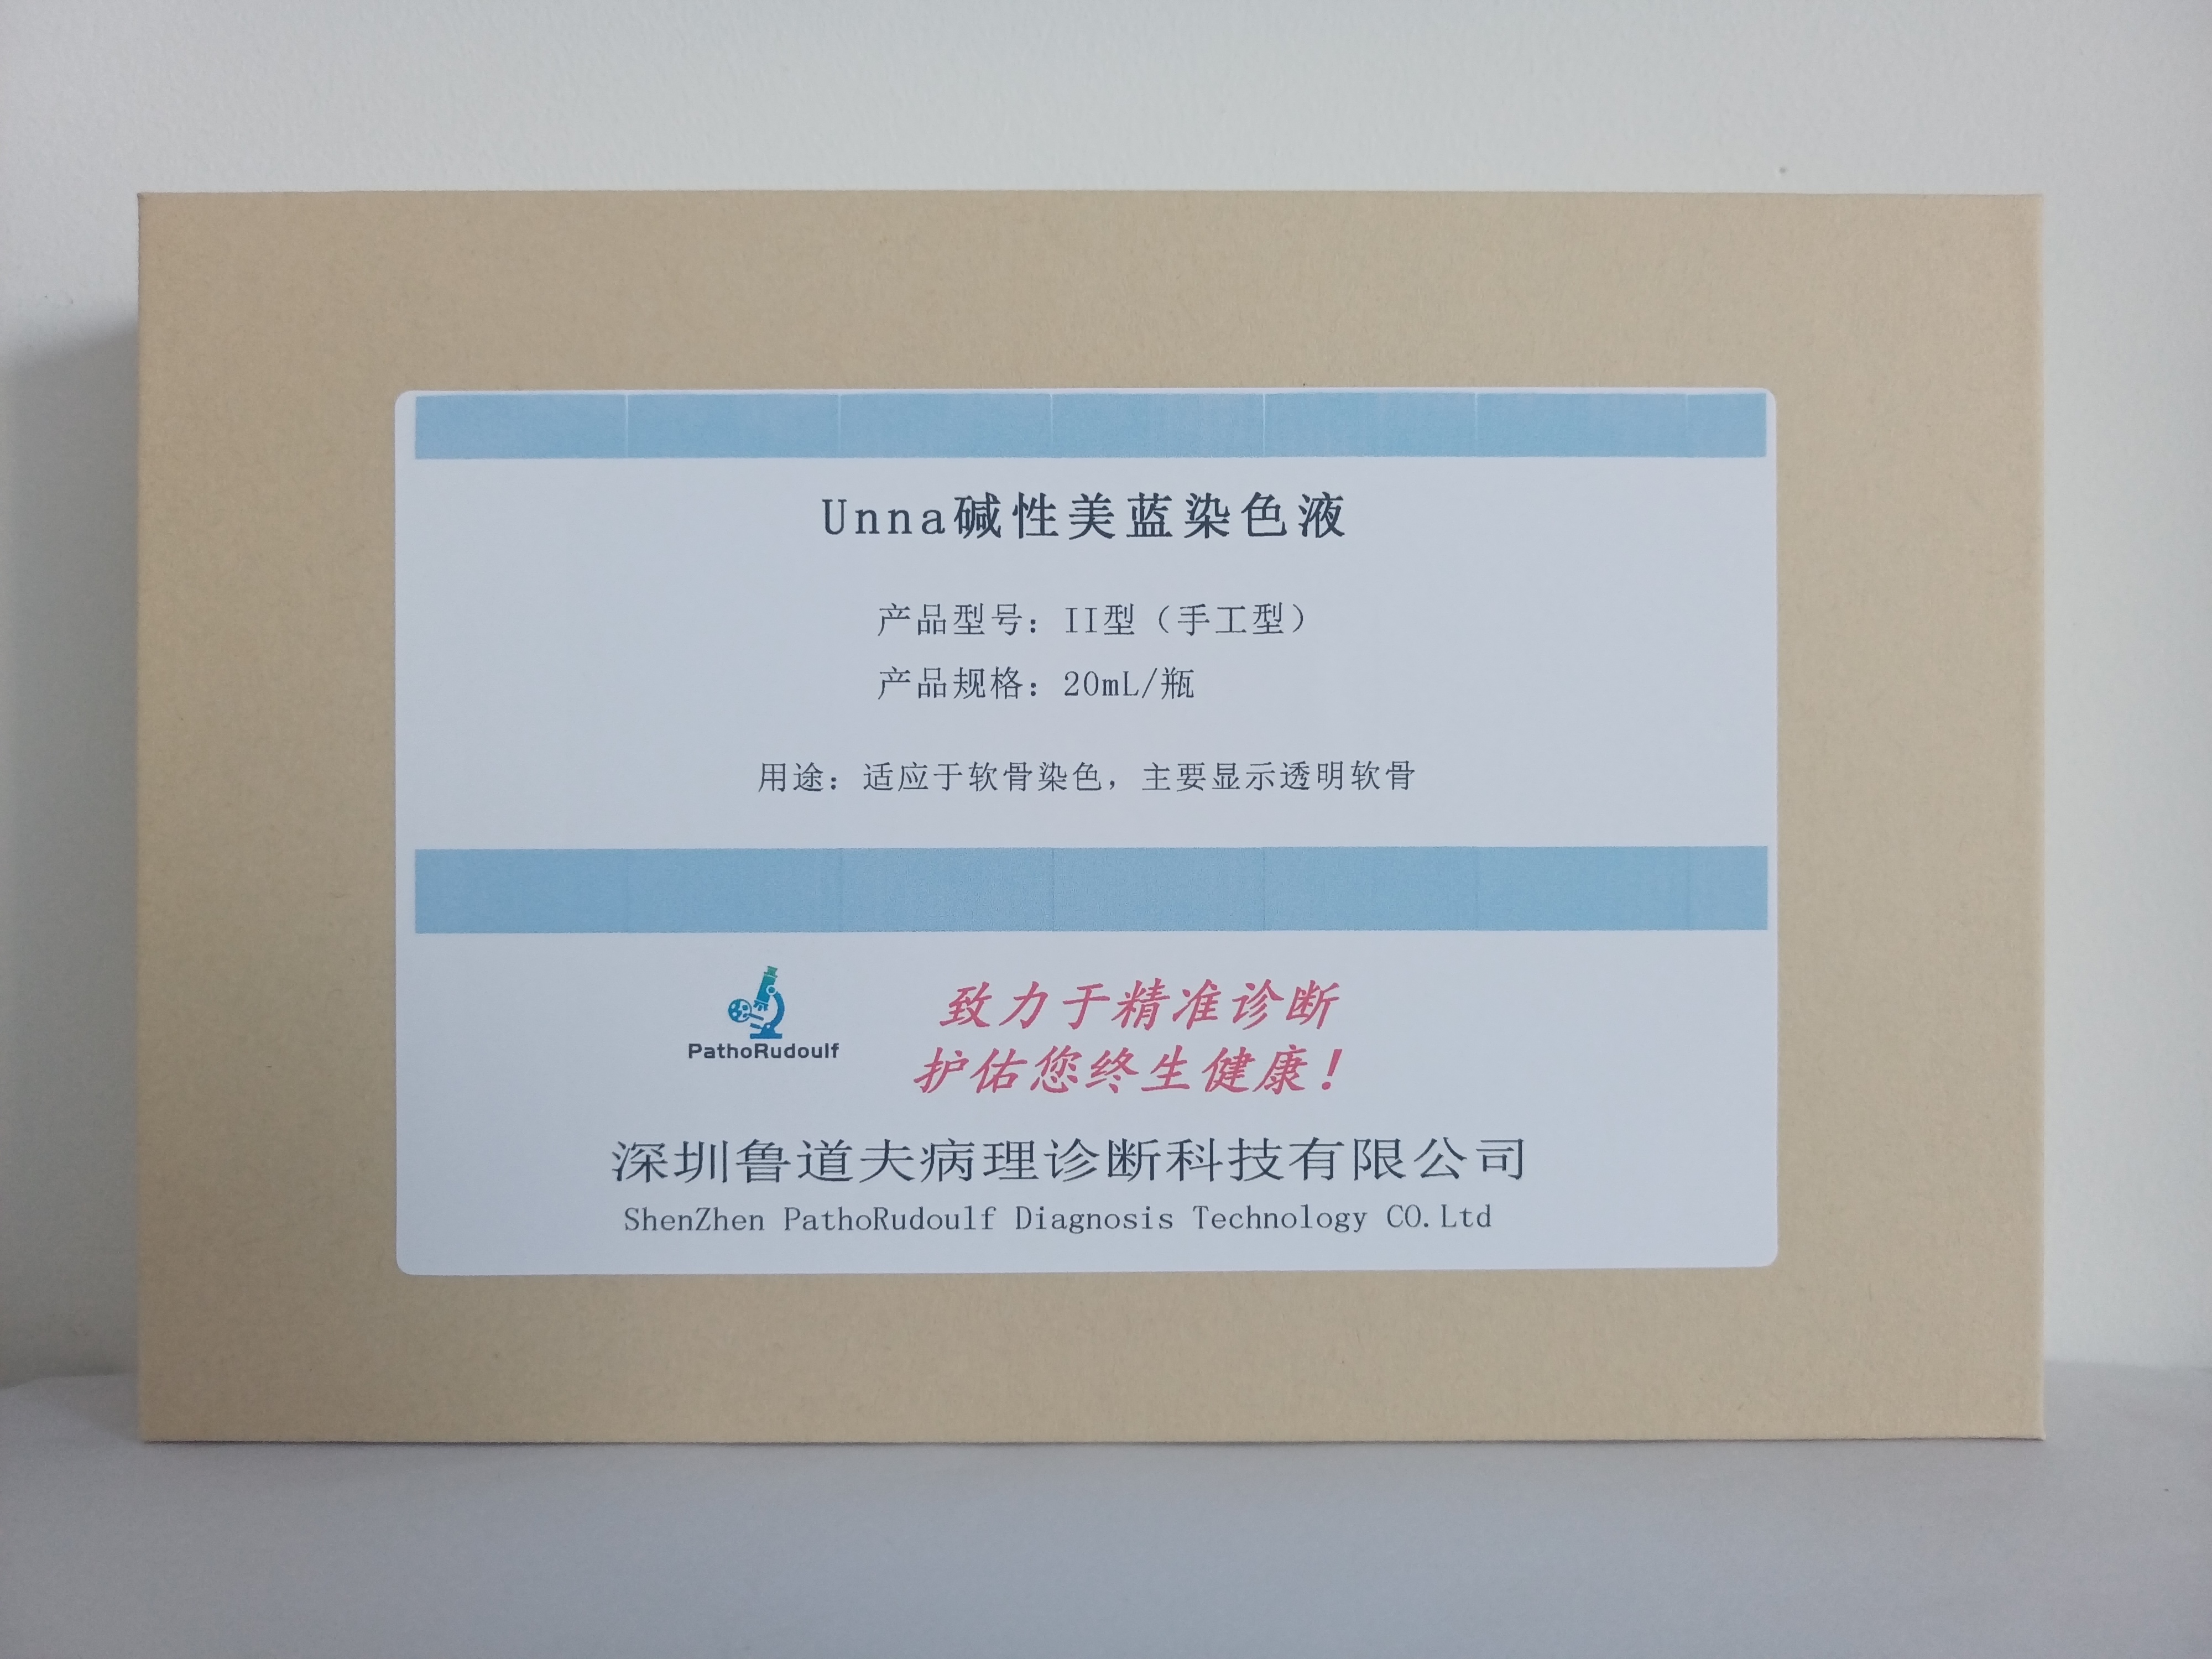 Unna碱性美蓝染色液
产品型号：II型（手工型）
产品规格：20mL/瓶
用途：适应于软骨染色，主要显示透明软骨
PathoRudoulf
致力于精准诊断
护佑您终生健康！
深圳鲁道夫病理诊断科技有限公司
ShenZhen PathoRudoulf Diagnosis Technology CO.Ltd